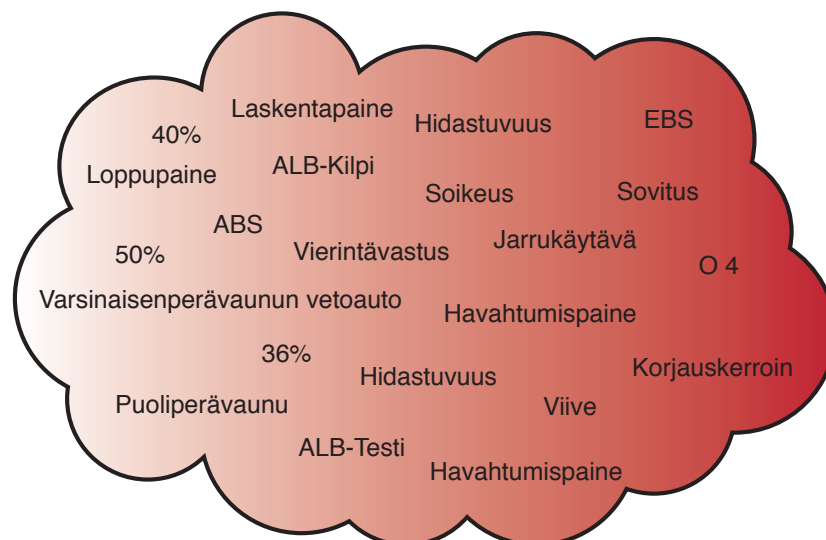 Laskentapaine
40%
Hidastuvuus
EBS
Loppupaine
ALB-Kilpi
Soikeus
Sovitus
ABS
50%
Vierintävastus
Jarrukäytävä
O 4
Varsinaisenperävaunun vetoauto
Havahtumispaine
36%
Hidastuvuus
Korjauskerroin
Puoliperävaunu
Viive
ALB-Testi
Havahtumispaine